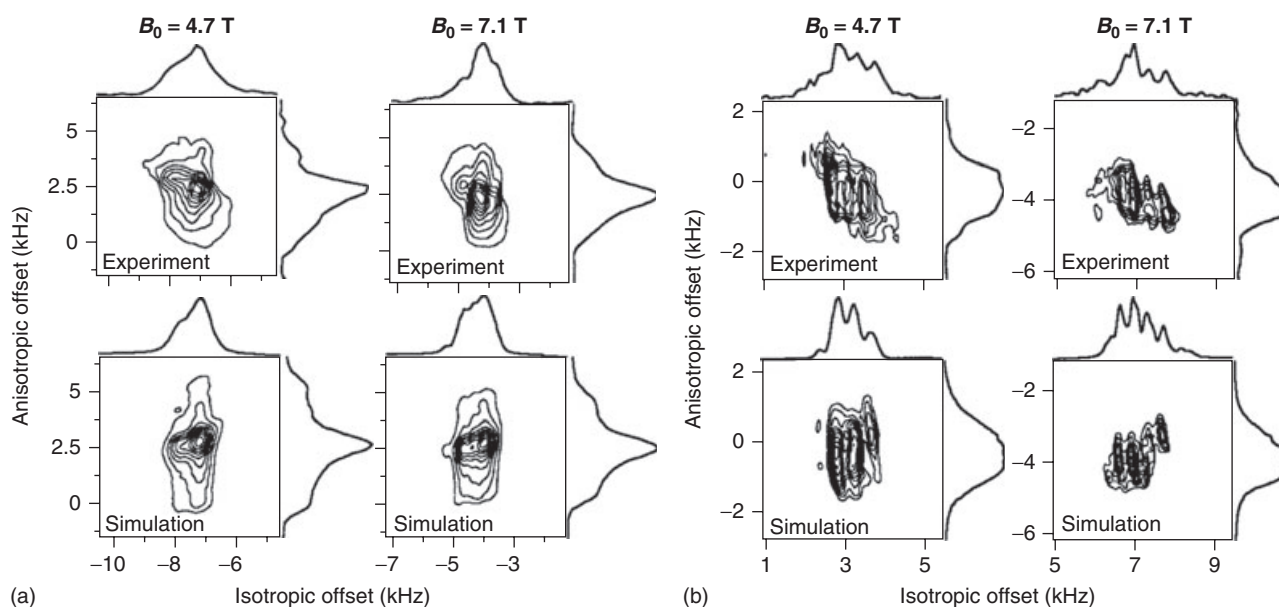 B₀ = 4.7 T
B₀ = 7.1 T
B₀ = 4.7 T
B₀ = 7.1 T
Anisotropic offset (kHz)
5
2.5
0
Experiment
Experiment
5
2.5
0
Simulation
Simulation
−10 −8 −6
−7 −5 −3 −1
(a)
Isotropic offset (kHz)
Anisotropic offset (kHz)
2
0
−2
Experiment
−2
−4
−6
Experiment
2
0
−2
Simulation
−2
−4
−6
Simulation
1 3 5
5 7 9
(b)
Isotropic offset (kHz)